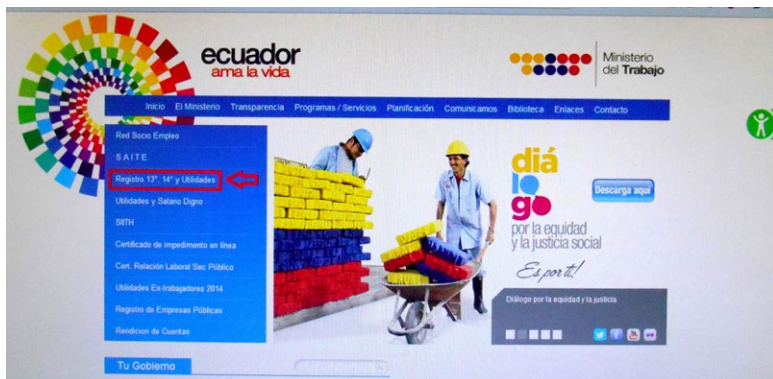 ecuador
ama la vida
Ministerio
del Trabajo
Inicio El Ministerio Transparencia Programas / Servicios Planificación Comunicamos Biblioteca Enlaces Contacto
Red Socio Empleo
S A I T E
Registro 13°, 14° y Utilidades
Utilidades y Salario Digno
SIITH
Certificado de impedimento en línea
Cert. Relación Laboral Sec Público
Utilidades Ex-trabajadores 2014
Registro de Empresas Públicas
Rendicion de Cuentas
diá
lo
go
por la equidad
y la justicia social
Es por ti!
Descarga aquí
Diálogo por la equidad y la justicia
Tu Gobierno